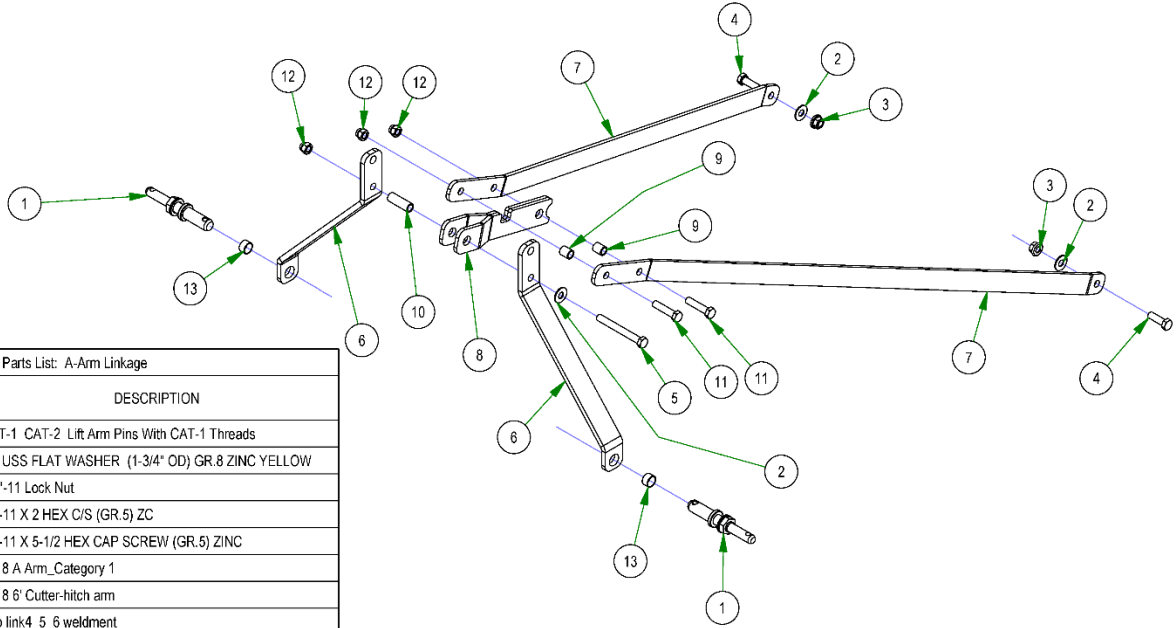 4
2
12
12
12
7
3
9
1
3
2
9
13
10
6
8
7
11
11
5
4
6
2
13
1
Parts List: A-Arm Linkage
DESCRIPTION
T-1 CAT-2 Lift Arm Pins With CAT-1 Threads
USS FLAT WASHER (1-3/4" OD) GR.8 ZINC YELLOW
"-11 Lock Nut
-11 X 2 HEX C/S (GR.5) ZC
-11 X 5-1/2 HEX CAP SCREW (GR.5) ZINC
8 A Arm_Category 1
8 6' Cutter-hitch arm
link4 5 6 weldment